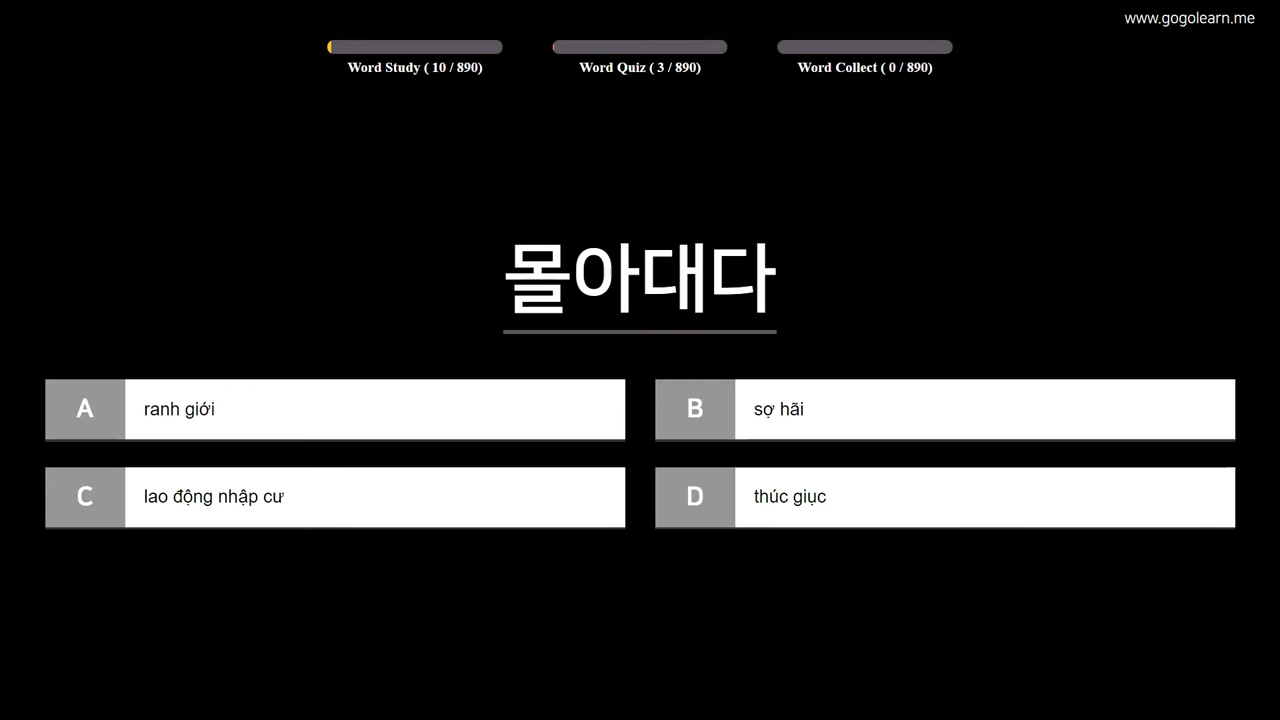 www.gogolearn.me
Word Study ( 10 / 890)
Word Quiz ( 3 / 890)
Word Collect ( 0 / 890)
몰아대다
A ranh giới
B sợ hãi
C lao động nhập cư
D thúc giục